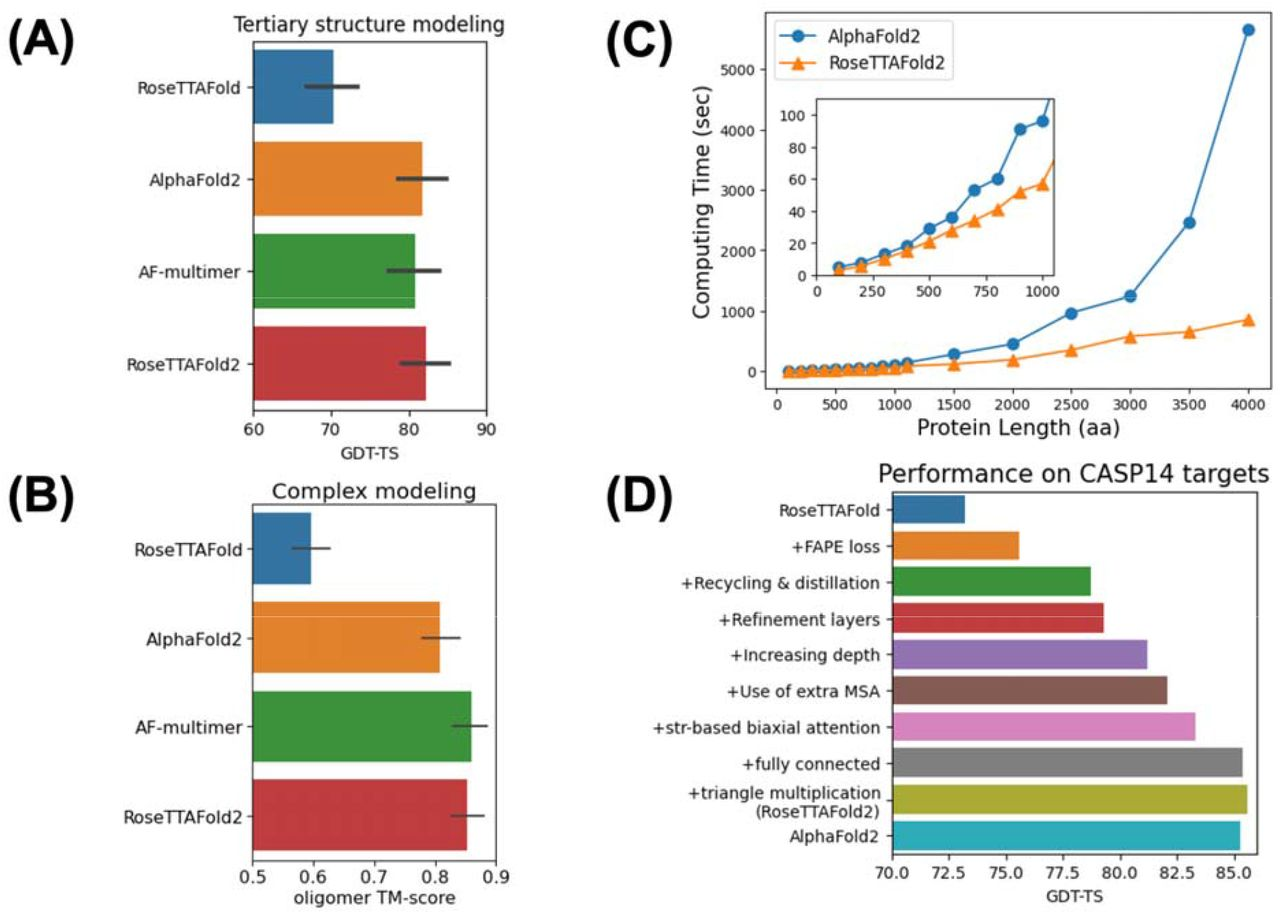 (A)
Tertiary structure modeling
RoseTTAFold
AlphaFold2
AF-multimer
RoseTTAFold2
60 70 80 90
GDT-TS
(B)
Complex modeling
RoseTTAFold
AlphaFold2
AF-multimer
RoseTTAFold2
0.5 0.6 0.7 0.8 0.9
oligomer TM-score
(C)
AlphaFold2
RoseTTAFold2
Computing Time (sec)
5000
4000
3000
2000
1000
0
100
80
60
40
20
0
0 250 500 750 1000
0 500 1000 1500 2000 2500 3000 3500 4000
Protein Length (aa)
(D)
Performance on CASP14 targets
RoseTTAFold
+FAPE loss
+Recycling & distillation
+Refinement layers
+Increasing depth
+Use of extra MSA
+str-based biaxial attention
+fully connected
+triangle multiplication
(RoseTTAFold2)
AlphaFold2
70.0 72.5 75.0 77.5 80.0 82.5 85.0
GDT-TS